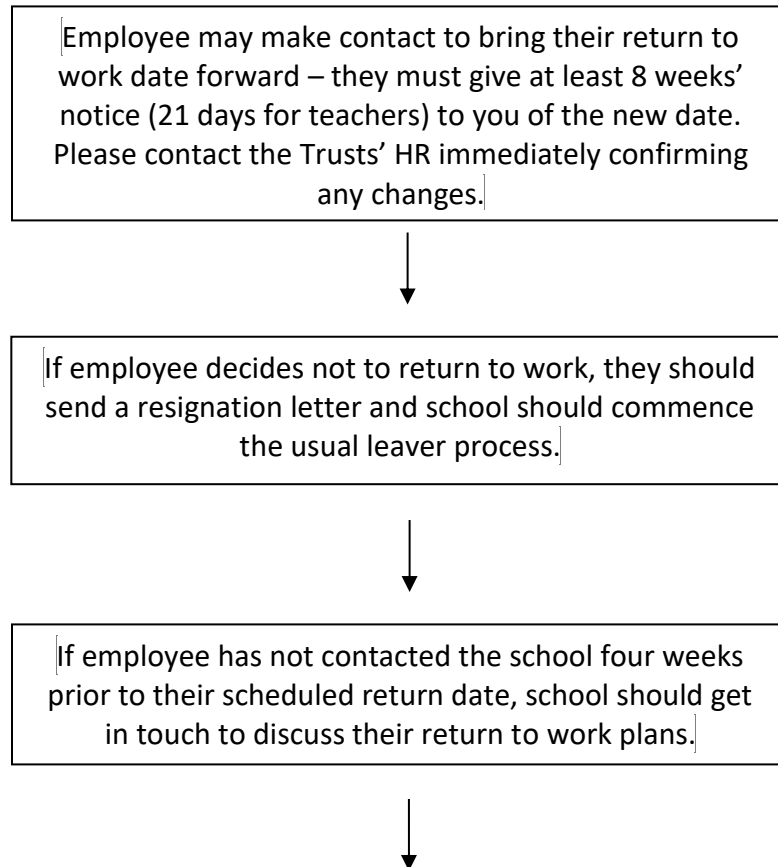 Employee may make contact to bring their return to
work date forward – they must give at least 8 weeks’
notice (21 days for teachers) to you of the new date.
Please contact the Trusts’ HR immediately confirming
any changes.
If employee decides not to return to work, they should
send a resignation letter and school should commence
the usual leaver process.
If employee has not contacted the school four weeks
prior to their scheduled return date, school should get
in touch to discuss their return to work plans.